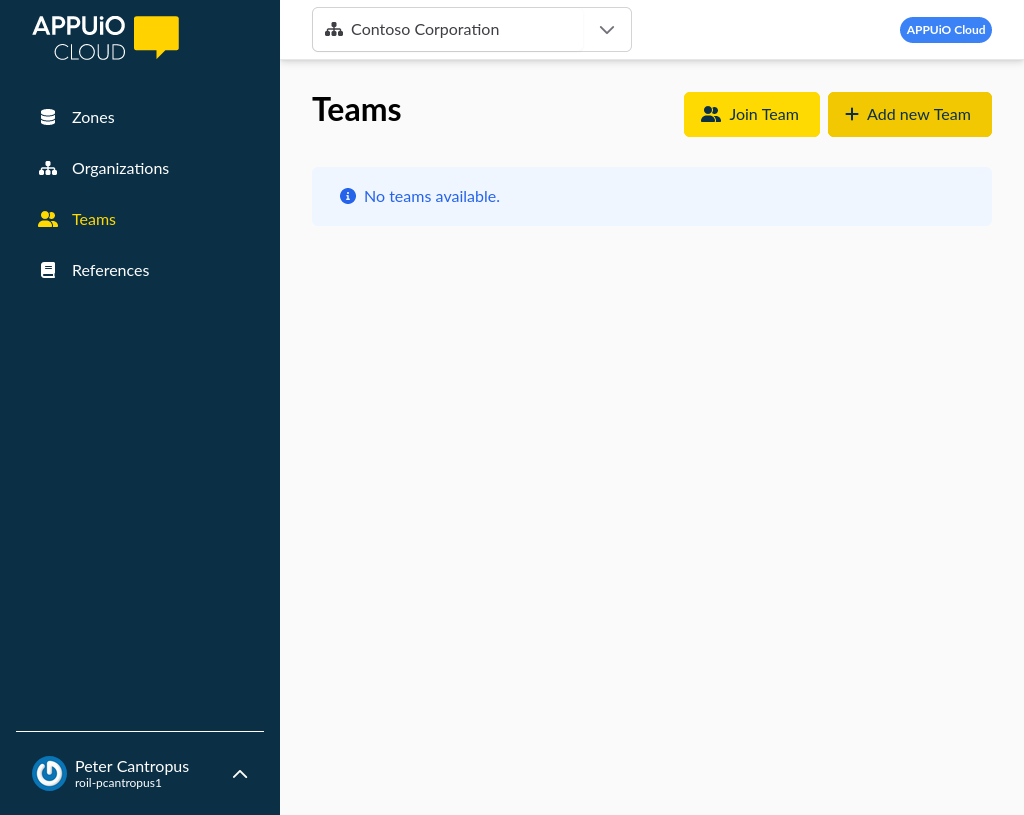 APPUiO
CLOUD
Zones
Organizations
Teams
References
Peter Cantropus
roil-pcantropus1
Contoso Corporation
APPUiO Cloud
Teams
Join Team
Add new Team
No teams available.